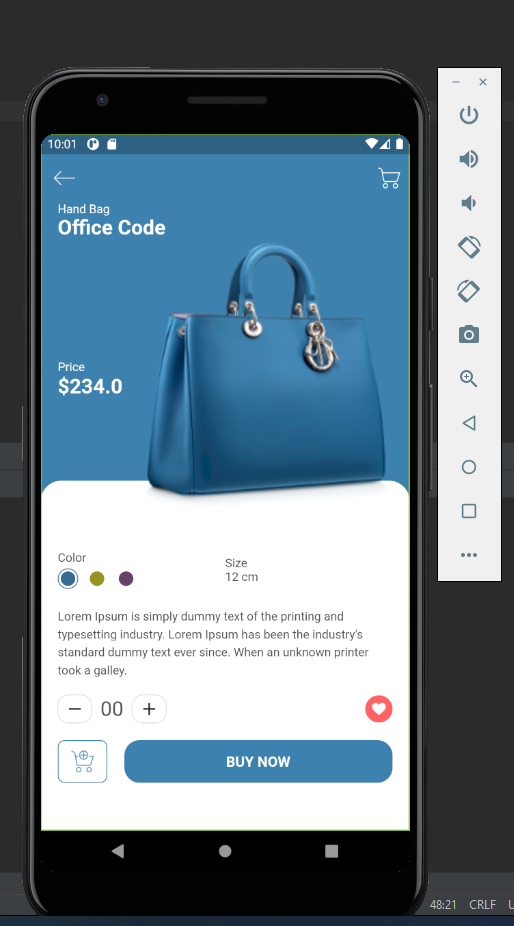 10:01
Hand Bag
Office Code
Price
$234.0
Color
Size
12 cm
Lorem Ipsum is simply dummy text of the printing and
typesetting industry. Lorem Ipsum has been the industry's
standard dummy text ever since. When an unknown printer
took a galley.
00
BUY NOW
48:21 CRLF